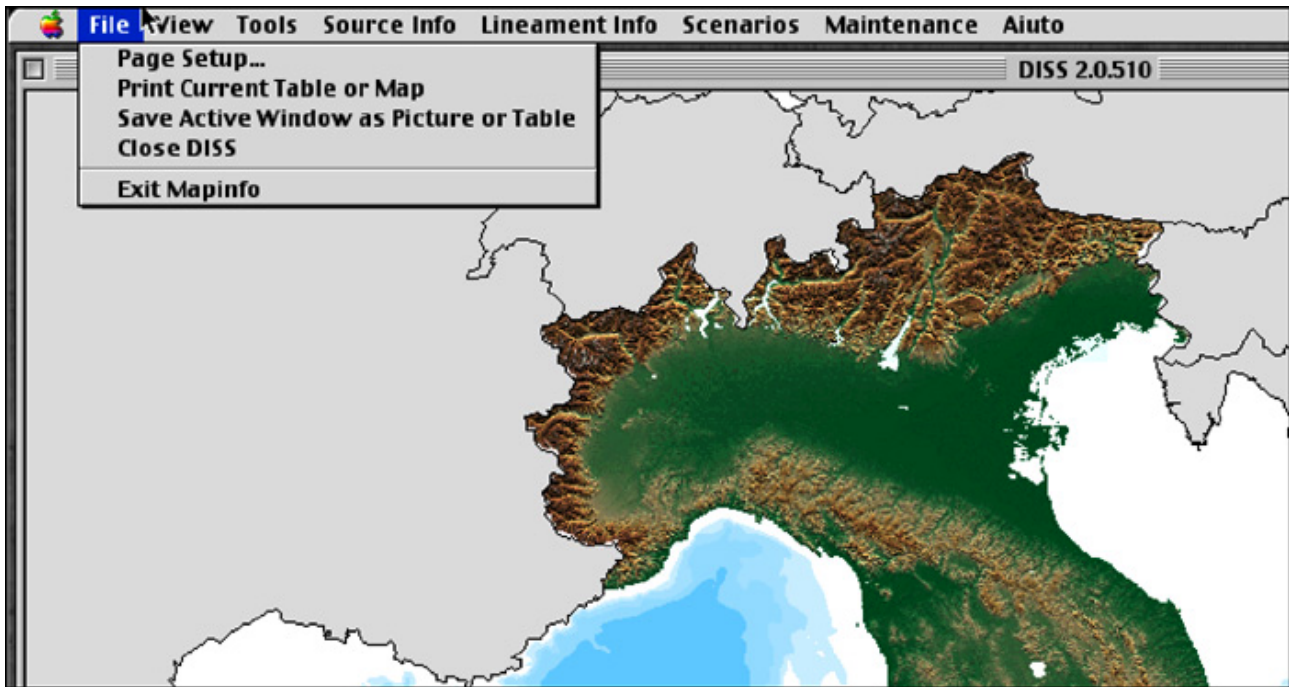 File View Tools Source Info Lineament Info Scenarios Maintenance Aiuto
DISS 2.0.510
Page Setup...
Print Current Table or Map
Save Active Window as Picture or Table
Close DISS
Exit Mapinfo